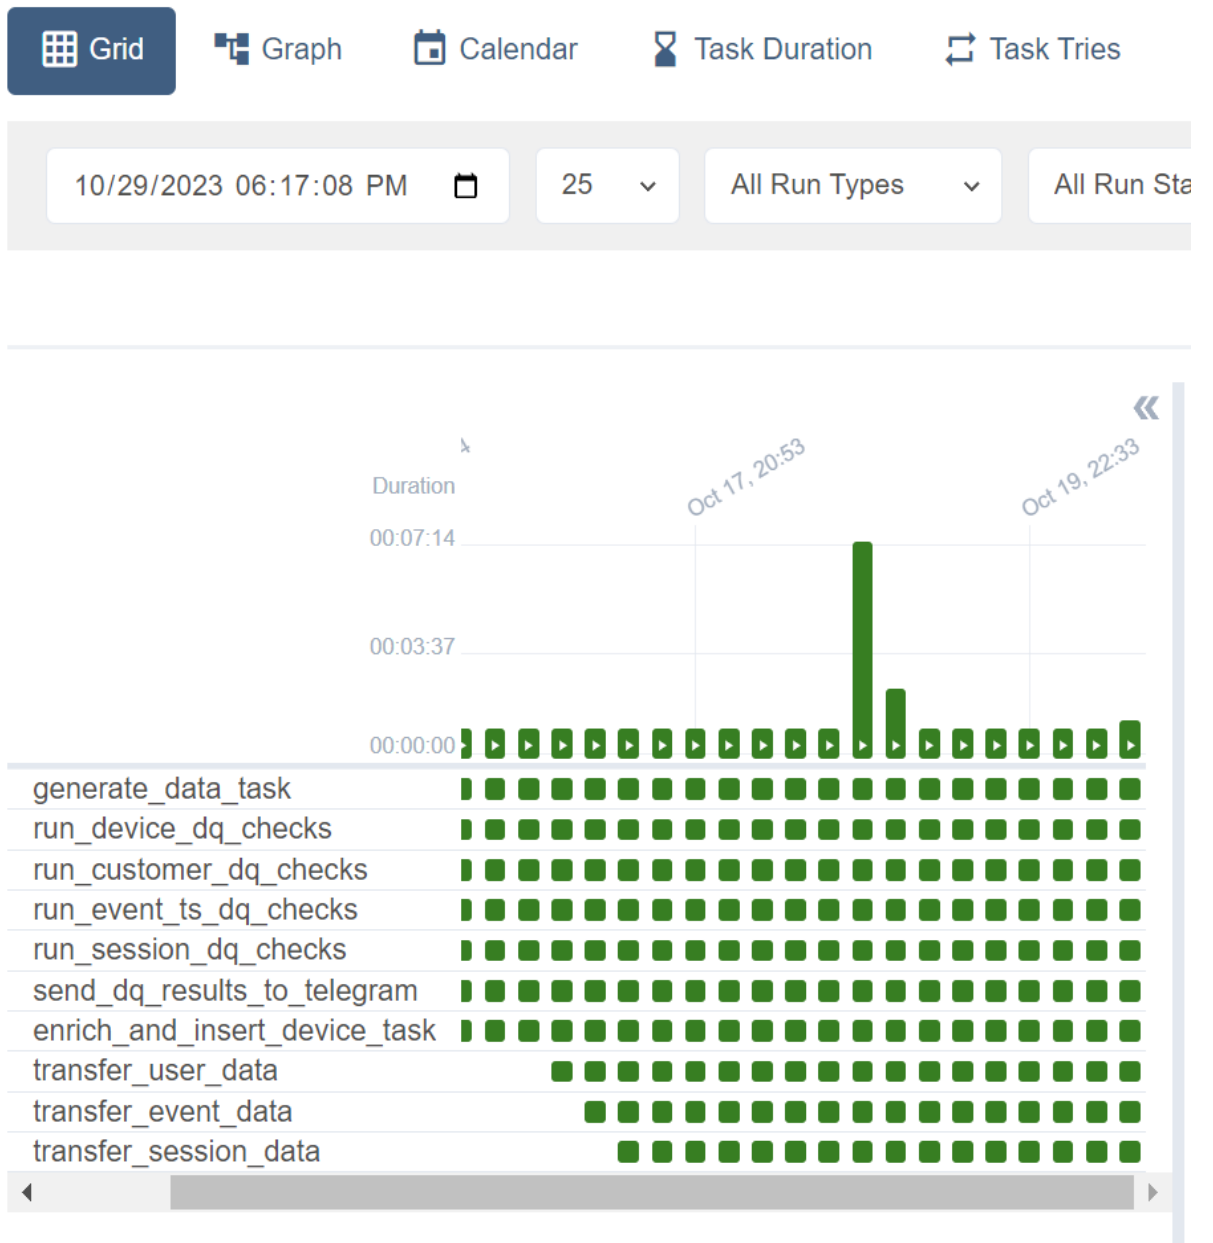 Grid Graph Calendar Task Duration Task Tries
10/29/2023 06:17:08 PM 25 All Run Types All Run Sta
Oct 17, 20:53 Oct 19, 22:33
Duration
00:07:14
00:03:37
00:00:00
generate_data_task
run_device_dq_checks
run_customer_dq_checks
run_event_ts_dq_checks
run_session_dq_checks
send_dq_results_to_telegram
enrich_and_insert_device_task
transfer_user_data
transfer_event_data
transfer_session_data